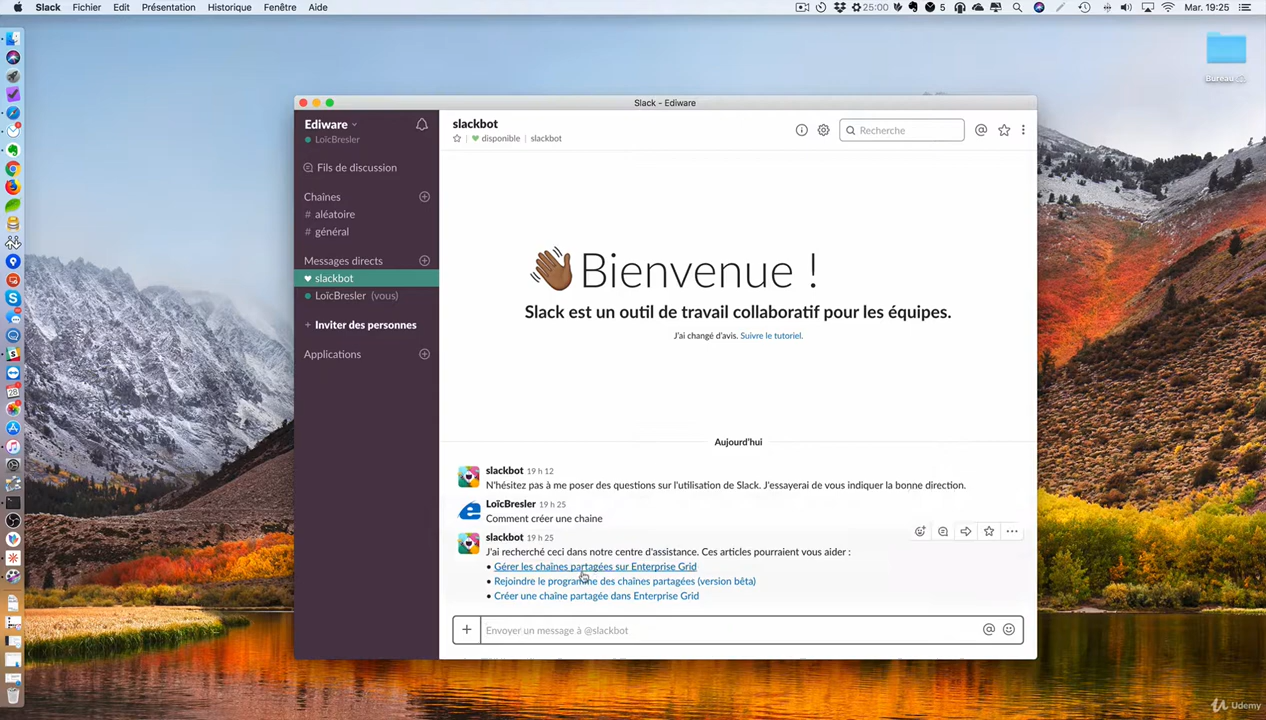 Slack Fichier Edit Présentation Historique Fenêtre Aide
25:00 5 Mar. 19:25
Bureau
Slack - Ediware
Ediware
LoïcBresler
Fils de discussion
Chaînes
# aléatoire
# général
Messages directs
slackbot
LoïcBresler (vous)
+ Inviter des personnes
Applications
slackbot
disponible | slackbot
Recherche
Bienvenue !
Slack est un outil de travail collaboratif pour les équipes.
J'ai changé d'avis. Suivre le tutoriel.
Aujourd'hui
slackbot 19 h 12
N'hésitez pas à me poser des questions sur l'utilisation de Slack. J'essayerai de vous indiquer la bonne direction.
LoïcBresler 19 h 25
Comment créer une chaine
slackbot 19 h 25
J'ai recherché ceci dans notre centre d'assistance. Ces articles pourraient vous aider :
• Gérer les chaînes partagées sur Enterprise Grid
• Rejoindre le programme des chaînes partagées (version bêta)
• Créer une chaîne partagée dans Enterprise Grid
Envoyer un message à @slackbot
Udemy